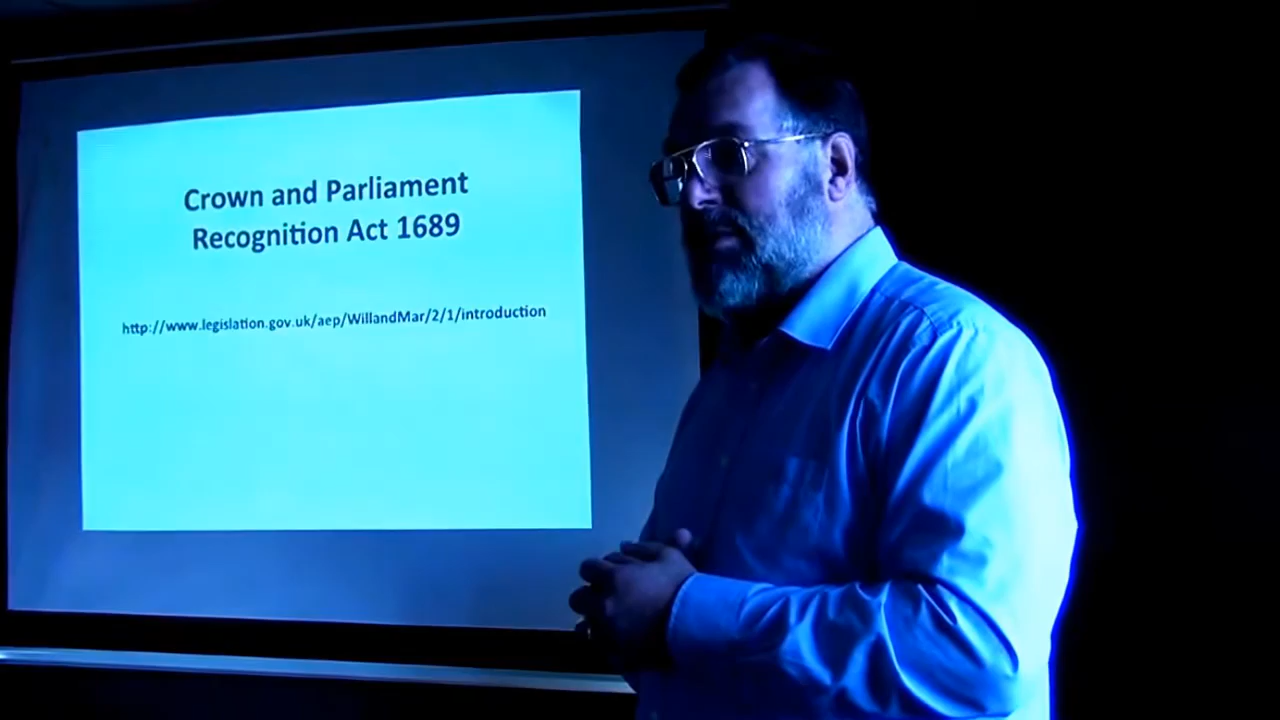 Crown and Parliament
Recognition Act 1689
http://www.legislation.gov.uk/aep/WillandMar/2/1/introduction